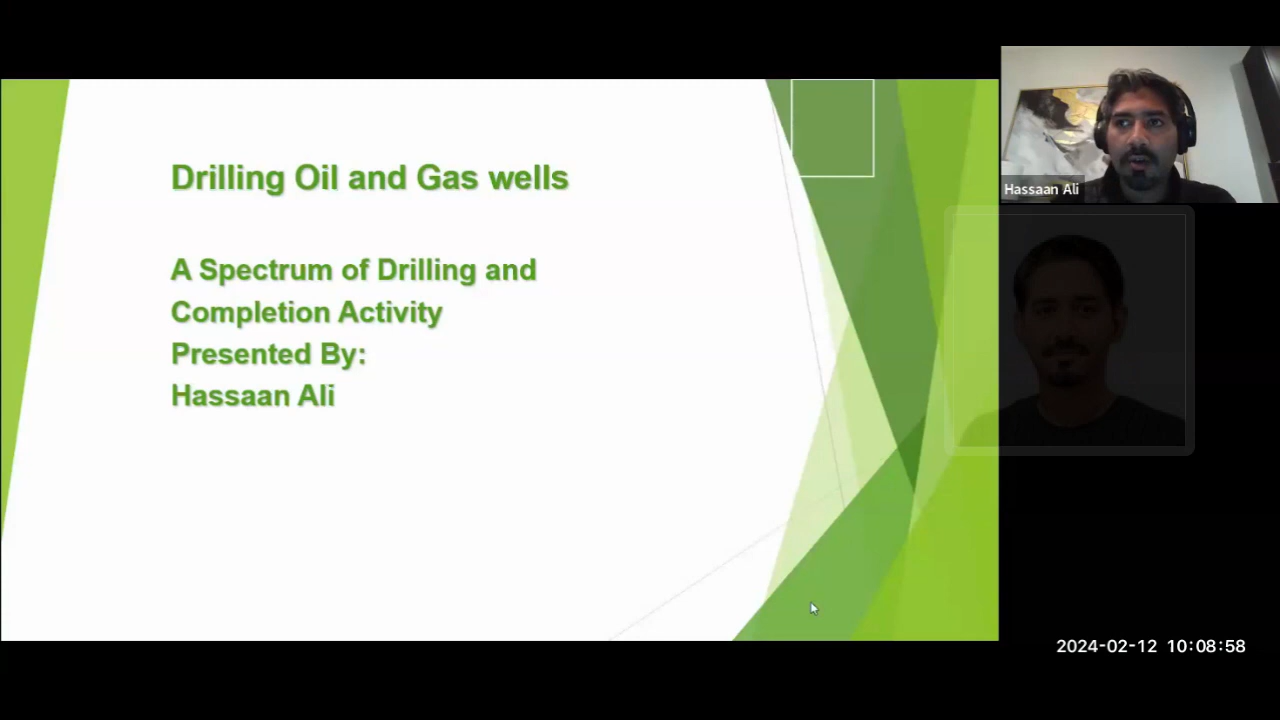 Drilling Oil and Gas wells
A Spectrum of Drilling and
Completion Activity
Presented By:
Hassaan Ali
Hassaan Ali
2024-02-12 10:08:58